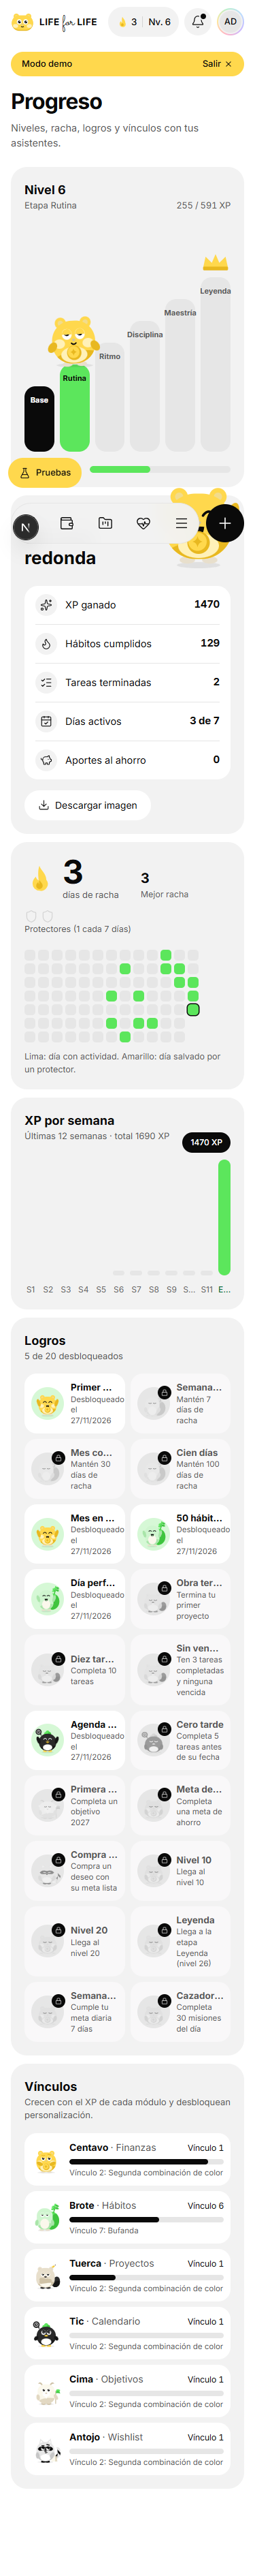 LIFE for LIFE
3 | Nv. 6
AD
Modo demo
Salir ×
Progreso
Niveles, racha, logros y vínculos con tus
asistentes.
Nivel 6
Etapa Rutina
255 / 591 XP
Leyenda
Maestría
Disciplina
Ritmo
Rutina
Base
Pruebas
N
redonda
XP ganado 1470
Hábitos cumplidos 129
Tareas terminadas 2
Días activos 3 de 7
Aportes al ahorro 0
Descargar imagen
3
días de racha
3
Mejor racha
Protectores (1 cada 7 días)
Lima: día con actividad. Amarillo: día salvado por
un protector.
XP por semana
Últimas 12 semanas · total 1690 XP
1470 XP
S1 S2 S3 S4 S5 S6 S7 S8 S9 S... S11 E...
Logros
5 de 20 desbloqueados
Primer ...
Desbloqueado
el
27/11/2026
Semana...
Mantén 7
días de
racha
Mes co...
Mantén 30
días de
racha
Cien días
Mantén 100
días de
racha
Mes en ...
Desbloqueado
el
27/11/2026
50 hábit...
Desbloqueado
el
27/11/2026
Día perf...
Desbloqueado
el
27/11/2026
Obra ter...
Termina tu
primer
proyecto
Diez tar...
Completa 10
tareas
Sin ven...
Ten 3 tareas
completadas
y ninguna
vencida
Agenda ...
Desbloqueado
el
27/11/2026
Cero tarde
Completa 5
tareas antes
de su fecha
Primera ...
Completa un
objetivo
2027
Meta de...
Completa
una meta de
ahorro
Compra ...
Compra un
deseo con
su meta lista
Nivel 10
Llega al
nivel 10
Nivel 20
Llega al
nivel 20
Leyenda
Llega a la
etapa
Leyenda
(nivel 26)
Semana...
Cumple tu
meta diaria
7 días
Cazador...
Completa
30 misiones
del día
Vínculos
Crecen con el XP de cada módulo y desbloquean
personalización.
Centavo · Finanzas Vínculo 1
Vínculo 2: Segunda combinación de color
Brote · Hábitos Vínculo 6
Vínculo 7: Bufanda
Tuerca · Proyectos Vínculo 1
Vínculo 2: Segunda combinación de color
Tic · Calendario Vínculo 1
Vínculo 2: Segunda combinación de color
Cima · Objetivos Vínculo 1
Vínculo 2: Segunda combinación de color
Antojo · Wishlist Vínculo 1
Vínculo 2: Segunda combinación de color